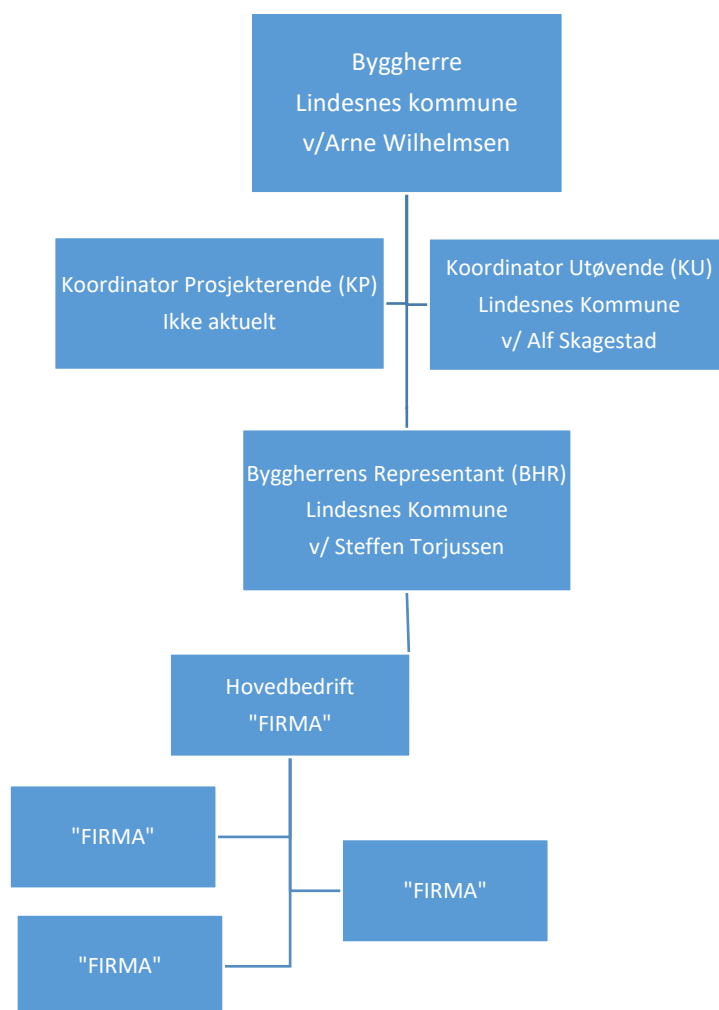 Byggherre
Lindesnes kommune
v/Arne Wilhelmsen
Koordinator Prosjekterende (KP)
Ikke aktuelt
Koordinator Utøvende (KU)
Lindesnes Kommune
v/ Alf Skagestad
Byggherrens Representant (BHR)
Lindesnes Kommune
v/ Steffen Torjussen
Hovedbedrift
"FIRMA"
"FIRMA"
"FIRMA"
"FIRMA"